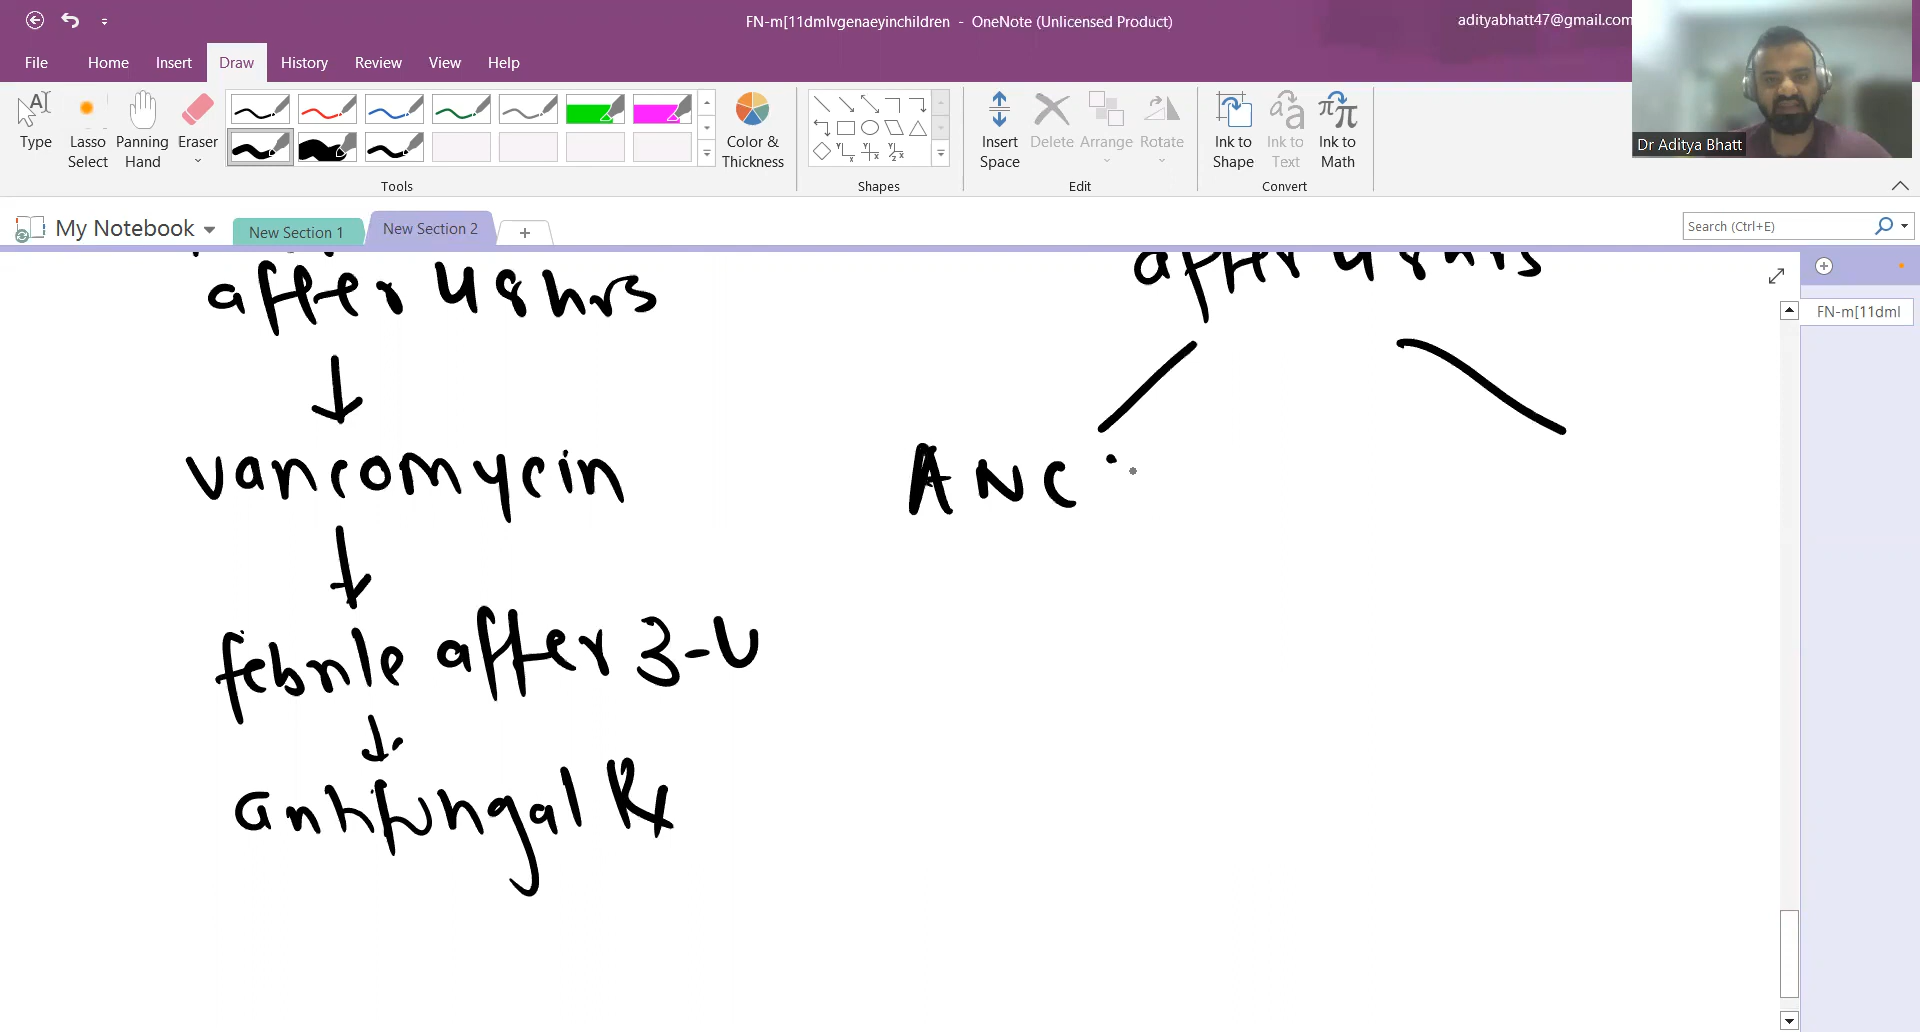 FN-m[11dmlvgenaeyinchildren - OneNote (Unlicensed Product)
adityabhatt47@gmail.com
File Home Insert Draw History Review View Help
Type
Lasso Select
Panning Hand
Eraser
Color & Thickness
Insert Space
Delete
Arrange
Rotate
Ink to Shape
Ink to Text
Ink to Math
Tools
Shapes
Edit
Convert
Dr Aditya Bhatt
My Notebook
New Section 1
New Section 2
Search (Ctrl+E)
FN-m[11dml
after 48hrs
vancomycin
febrile after 3-4
antifungal Rx
after 48hrs
ANC